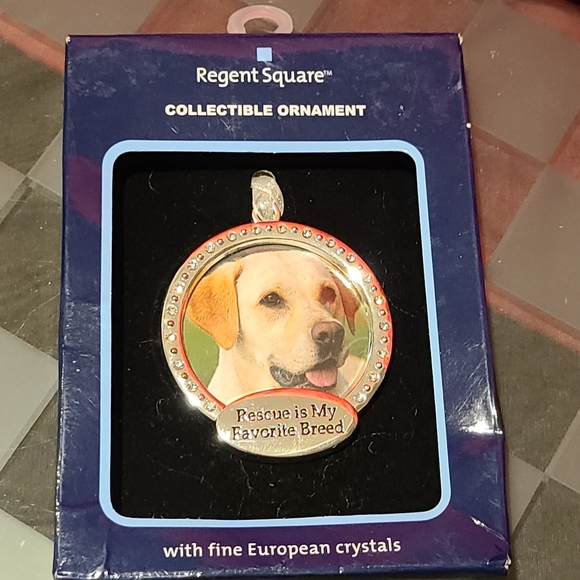 Regent Square™
COLLECTIBLE ORNAMENT
Rescue is My
Favorite Breed
with fine European crystals